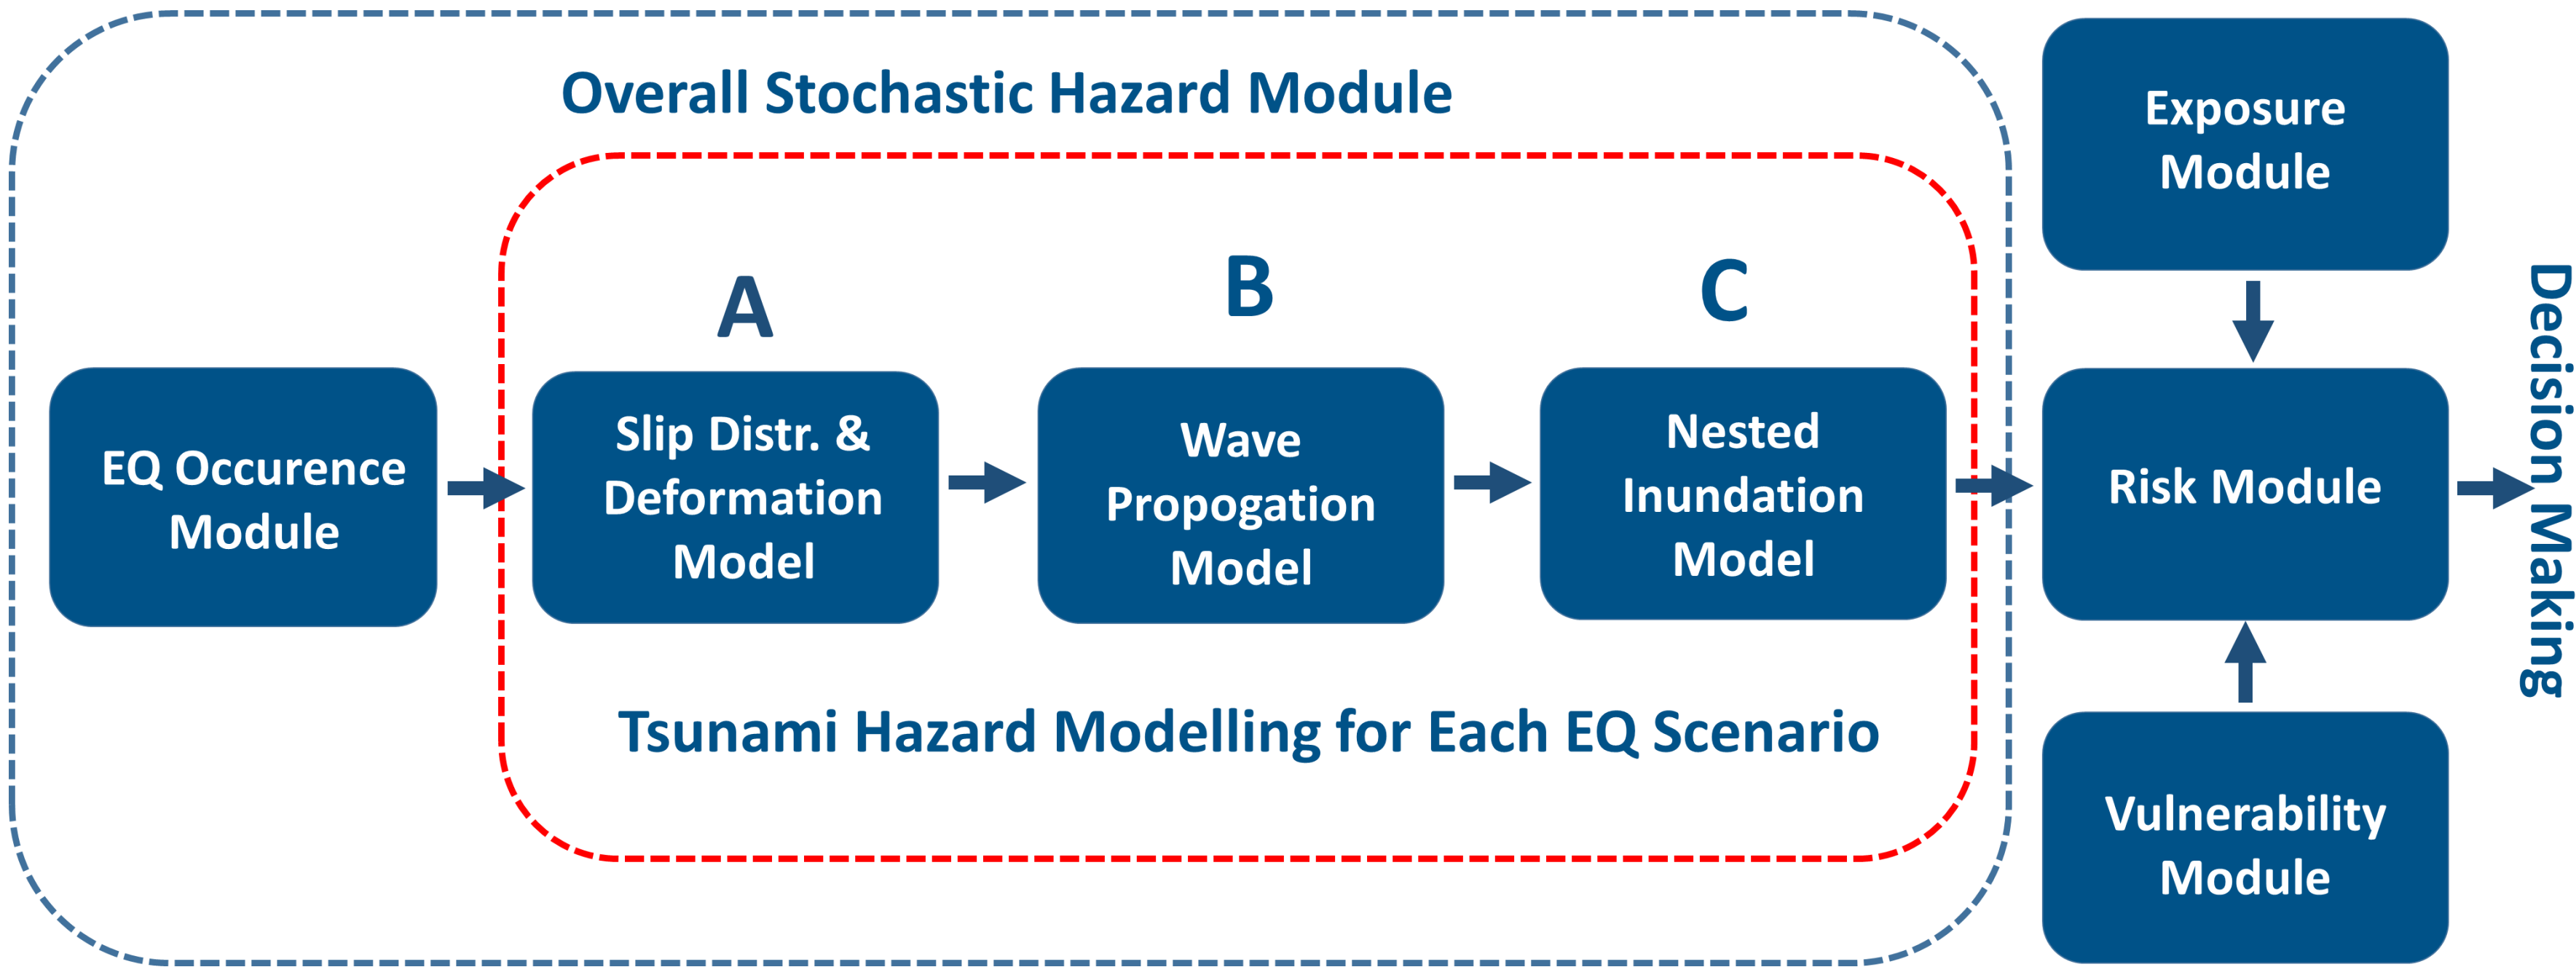 Overall Stochastic Hazard Module
EQ Occurence
Module
A
Slip Distr. &
Deformation
Model
B
Wave
Propogation
Model
C
Nested
Inundation
Model
Tsunami Hazard Modelling for Each EQ Scenario
Exposure
Module
Risk Module
Vulnerability
Module
Decision Making